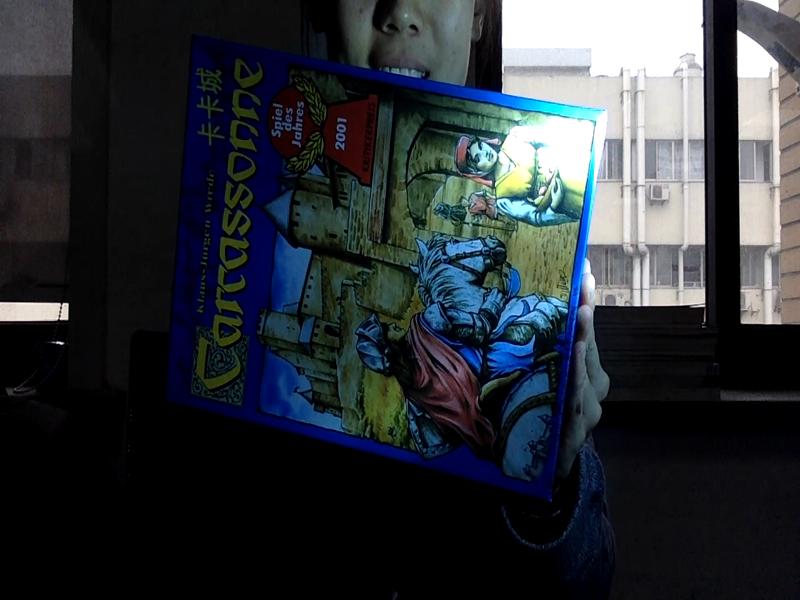 卡卡城
Klaus-Jürgen Wrede
Carcassonne
Spiel
des
Jahres
2001